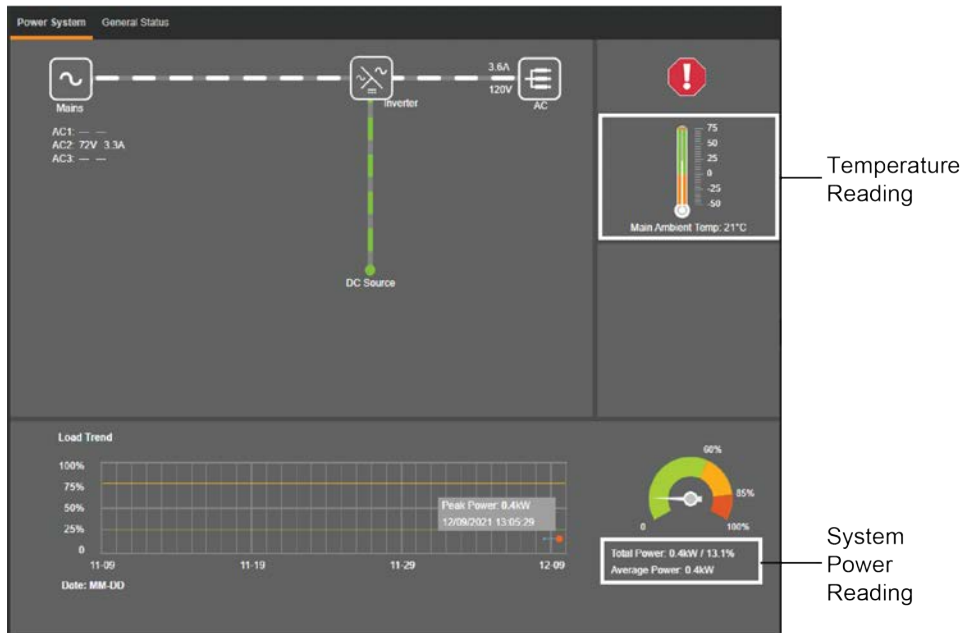 Power System General Status
Mains
AC1: — —
AC2: 72V 3.3A
AC3: — —
Inverter
3.6A
120V
AC
DC Source
75
50
25
0
-25
-50
Main Ambient Temp: 21°C
Temperature
Reading
Load Trend
100%
75%
50%
25%
0
Peak Power: 0.4kW
12/09/2021 13:05:29
11-09 11-19 11-29 12-09
Date: MM-DD
60%
85%
0 100%
Total Power: 0.4kW / 13.1%
Average Power: 0.4kW
System
Power
Reading